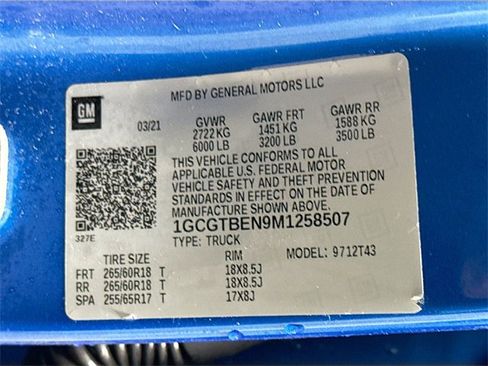 MFD BY GENERAL MOTORS LLC
GM
03/21 GVWR GAWR FRT GAWR RR
2722 KG 1451 KG 1588 KG
6000 LB 3200 LB 3500 LB
THIS VEHICLE CONFORMS TO ALL
APPLICABLE U.S. FEDERAL MOTOR
VEHICLE SAFETY AND THEFT PREVENTION
STANDARDS IN EFFECT ON THE DATE OF
MANUFACTURE SHOWN ABOVE.
1GCGTBEN9M1258507
327E TYPE: TRUCK
TIRE SIZE RIM MODEL: 9712T43
FRT 265/60R18 T 18X8.5J
RR 265/60R18 T 18X8.5J
SPA 255/65R17 T 17X8J